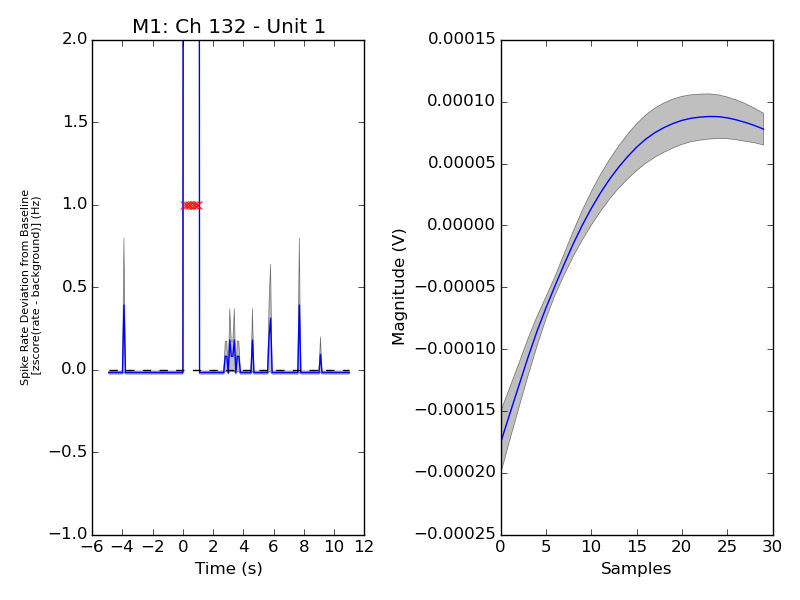 M1: Ch 132 - Unit 1
2.0
1.5
1.0
0.5
0.0
−0.5
−1.0
−6 −4 −2 0 2 4 6 8 10 12
Time (s)
Spike Rate Deviation from Baseline
[zscore(rate - background)] (Hz)
0.00015
0.00010
0.00005
0.00000
−0.00005
−0.00010
−0.00015
−0.00020
−0.00025
0 5 10 15 20 25 30
Samples
Magnitude (V)